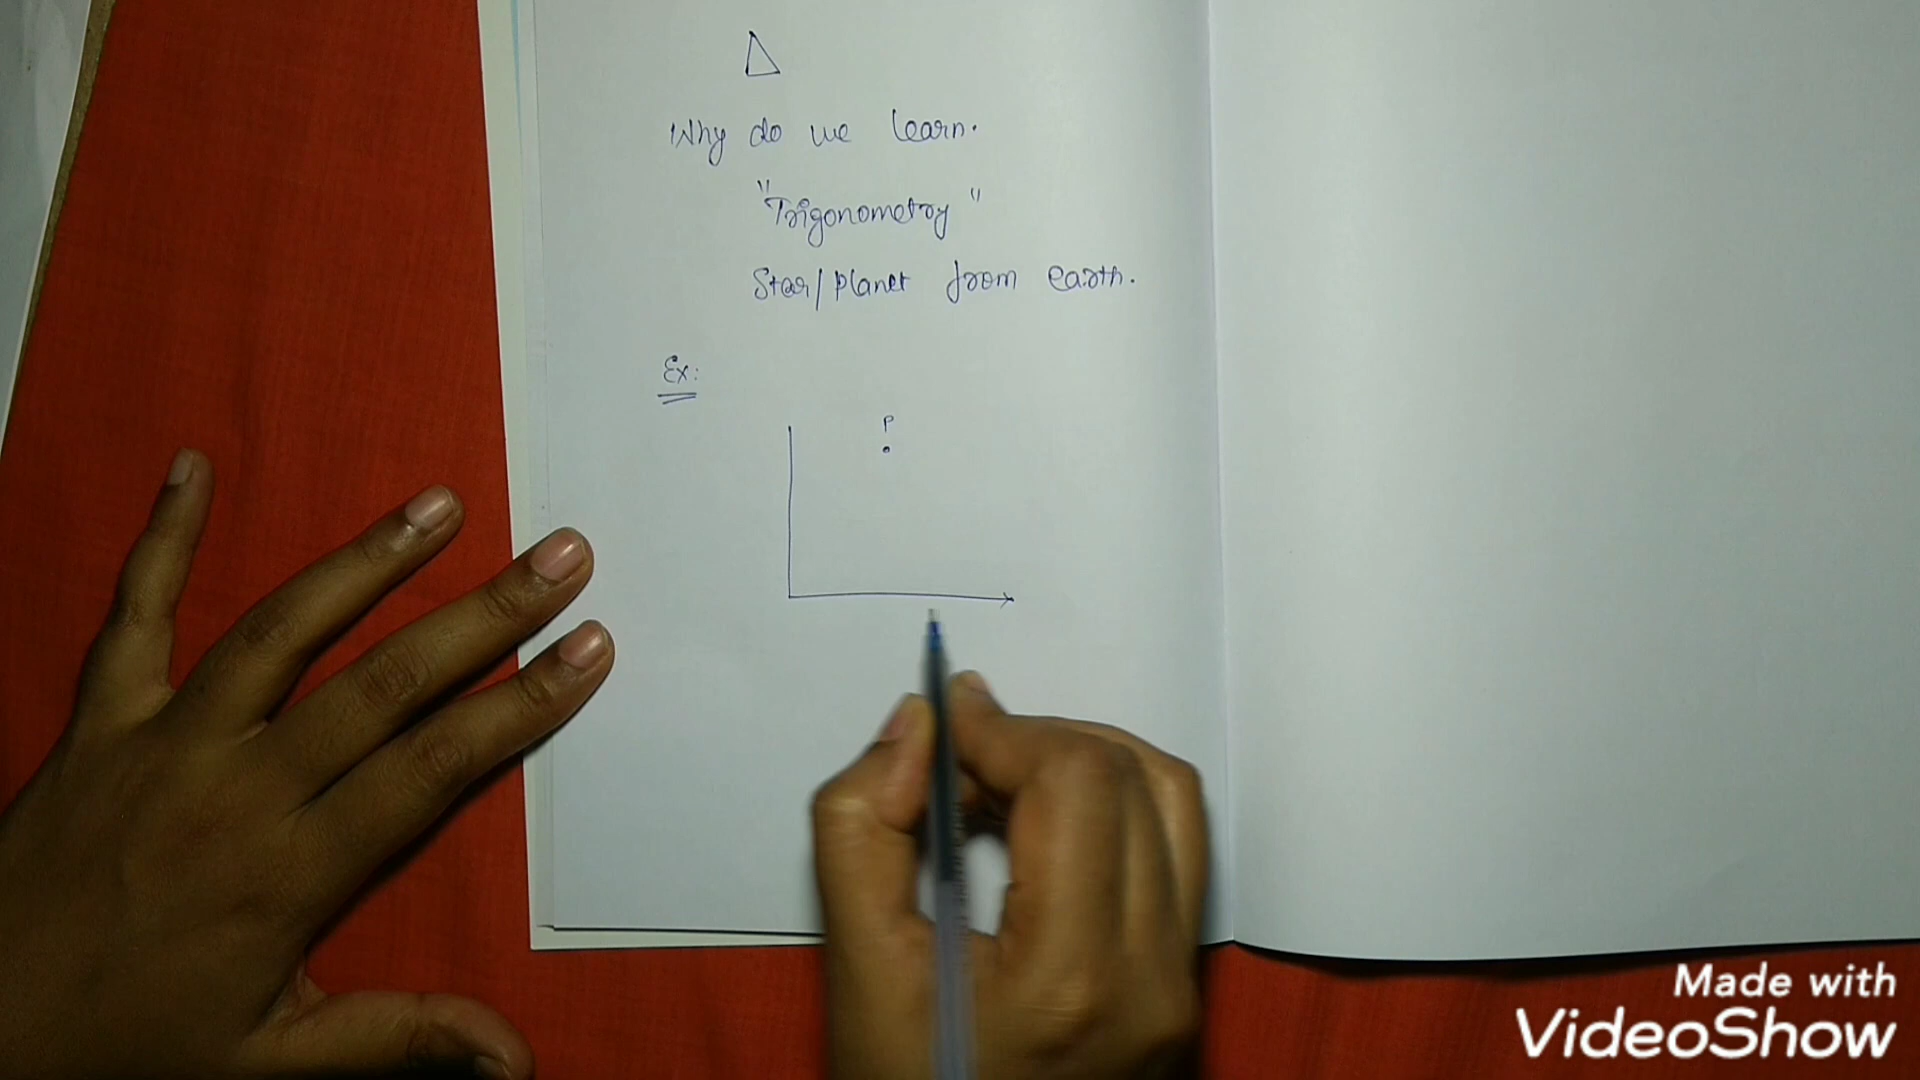 Why do we learn.
"Trigonometry"
Star/planet from earth.
Ex:
P
Made with
VideoShow